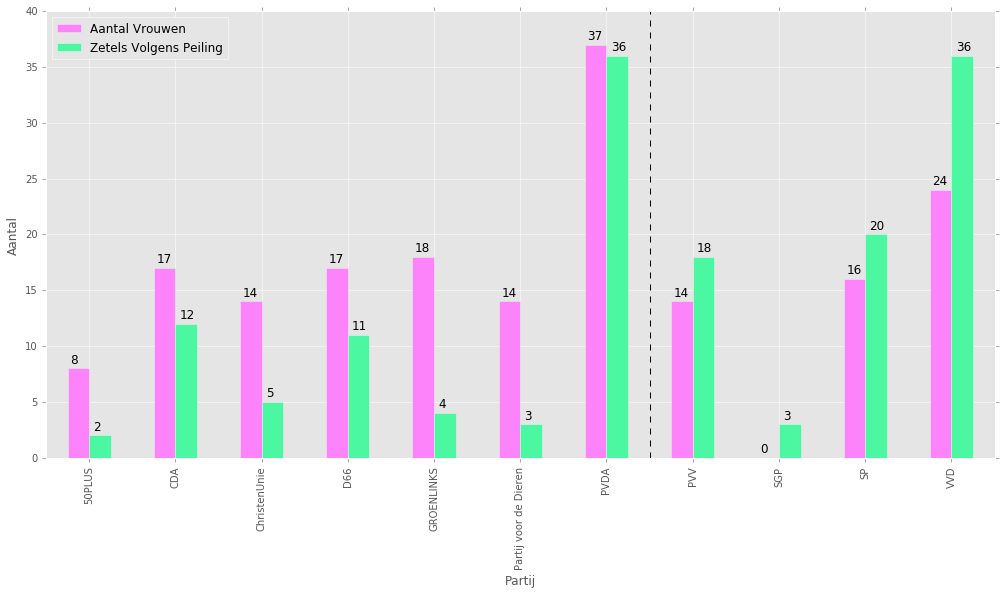 Aantal Vrouwen
Zetels Volgens Peiling
Aantal
40
35
30
25
20
15
10
5
0
8
2
17
12
14
5
17
11
18
4
14
3
37
36
14
18
0
3
16
20
24
36
50PLUS
CDA
ChristenUnie
D66
GROENLINKS
Partij voor de Dieren
PVDA
PVV
SGP
SP
VVD
Partij